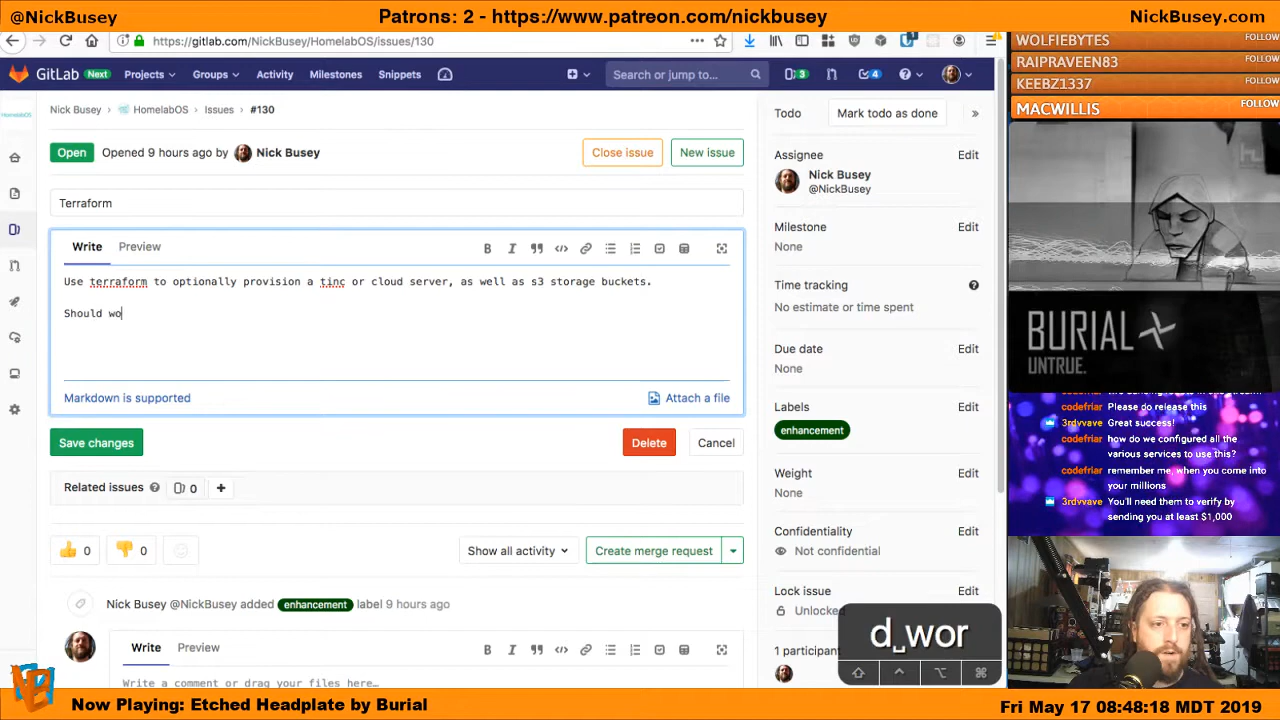 @NickBusey
Patrons: 2 - https://www.patreon.com/nickbusey
NickBusey.com
https://gitlab.com/NickBusey/HomelabOS/issues/130
GitLab
Next
Projects
Groups
Activity
Milestones
Snippets
Search or jump to...
3
4
Nick Busey > HomelabOS > Issues > #130
Open
Opened 9 hours ago by
Nick Busey
Close issue
New issue
Terraform
Write
Preview
Use terraform to optionally provision a tinc or cloud server, as well as s3 storage buckets.
Should wo
Markdown is supported
Attach a file
Save changes
Delete
Cancel
Related issues
0
0
0
Show all activity
Create merge request
Nick Busey @NickBusey added enhancement label 9 hours ago
Write
Preview
Write a comment or drag your files here...
Todo
Mark todo as done
Assignee
Edit
Nick Busey
@NickBusey
Milestone
Edit
None
Time tracking
No estimate or time spent
Due date
Edit
None
Labels
Edit
enhancement
Weight
Edit
None
Confidentiality
Edit
Not confidential
Lock issue
Edit
Unlocked
1 participant
d␣wor
WOLFIEBYTES
FOLLOW
RAIPRAVEEN83
FOLLOW
KEEBZ1337
FOLLOW
MACWILLIS
FOLLOW
BURIAL
UNTRUE.
codefriar Please do release this
3rdvvave Great success!
codefriar how do we configured all the
various services to use this?
codefriar remember me, when you come into
your millions
3rdvvave You'll need them to verify by
sending you at least $1,000
Now Playing: Etched Headplate by Burial
Fri May 17 08:48:18 MDT 2019